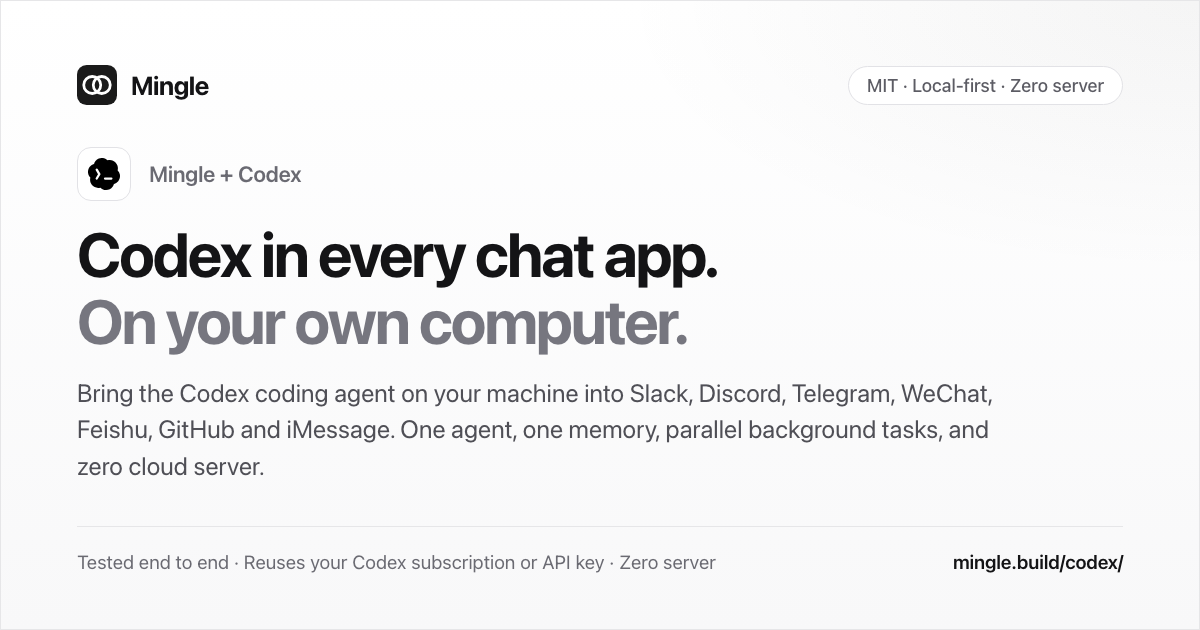 Mingle
MIT · Local-first · Zero server
Mingle + Codex
Codex in every chat app.
On your own computer.
Bring the Codex coding agent on your machine into Slack, Discord, Telegram, WeChat,
Feishu, GitHub and iMessage. One agent, one memory, parallel background tasks, and
zero cloud server.
Tested end to end · Reuses your Codex subscription or API key · Zero server
mingle.build/codex/